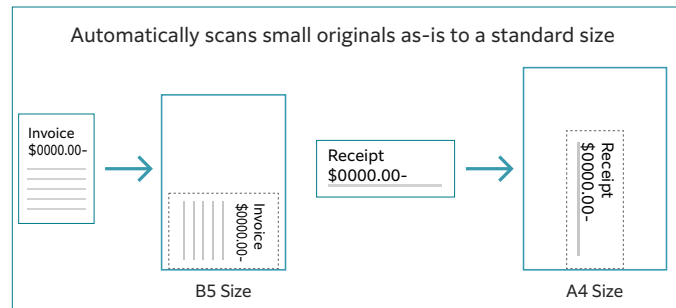 Automatically scans small originals as-is to a standard size
Invoice
$0000.00-
Invoice
$0000.00-
B5 Size
Receipt
$0000.00-
Receipt
$0000.00-
A4 Size